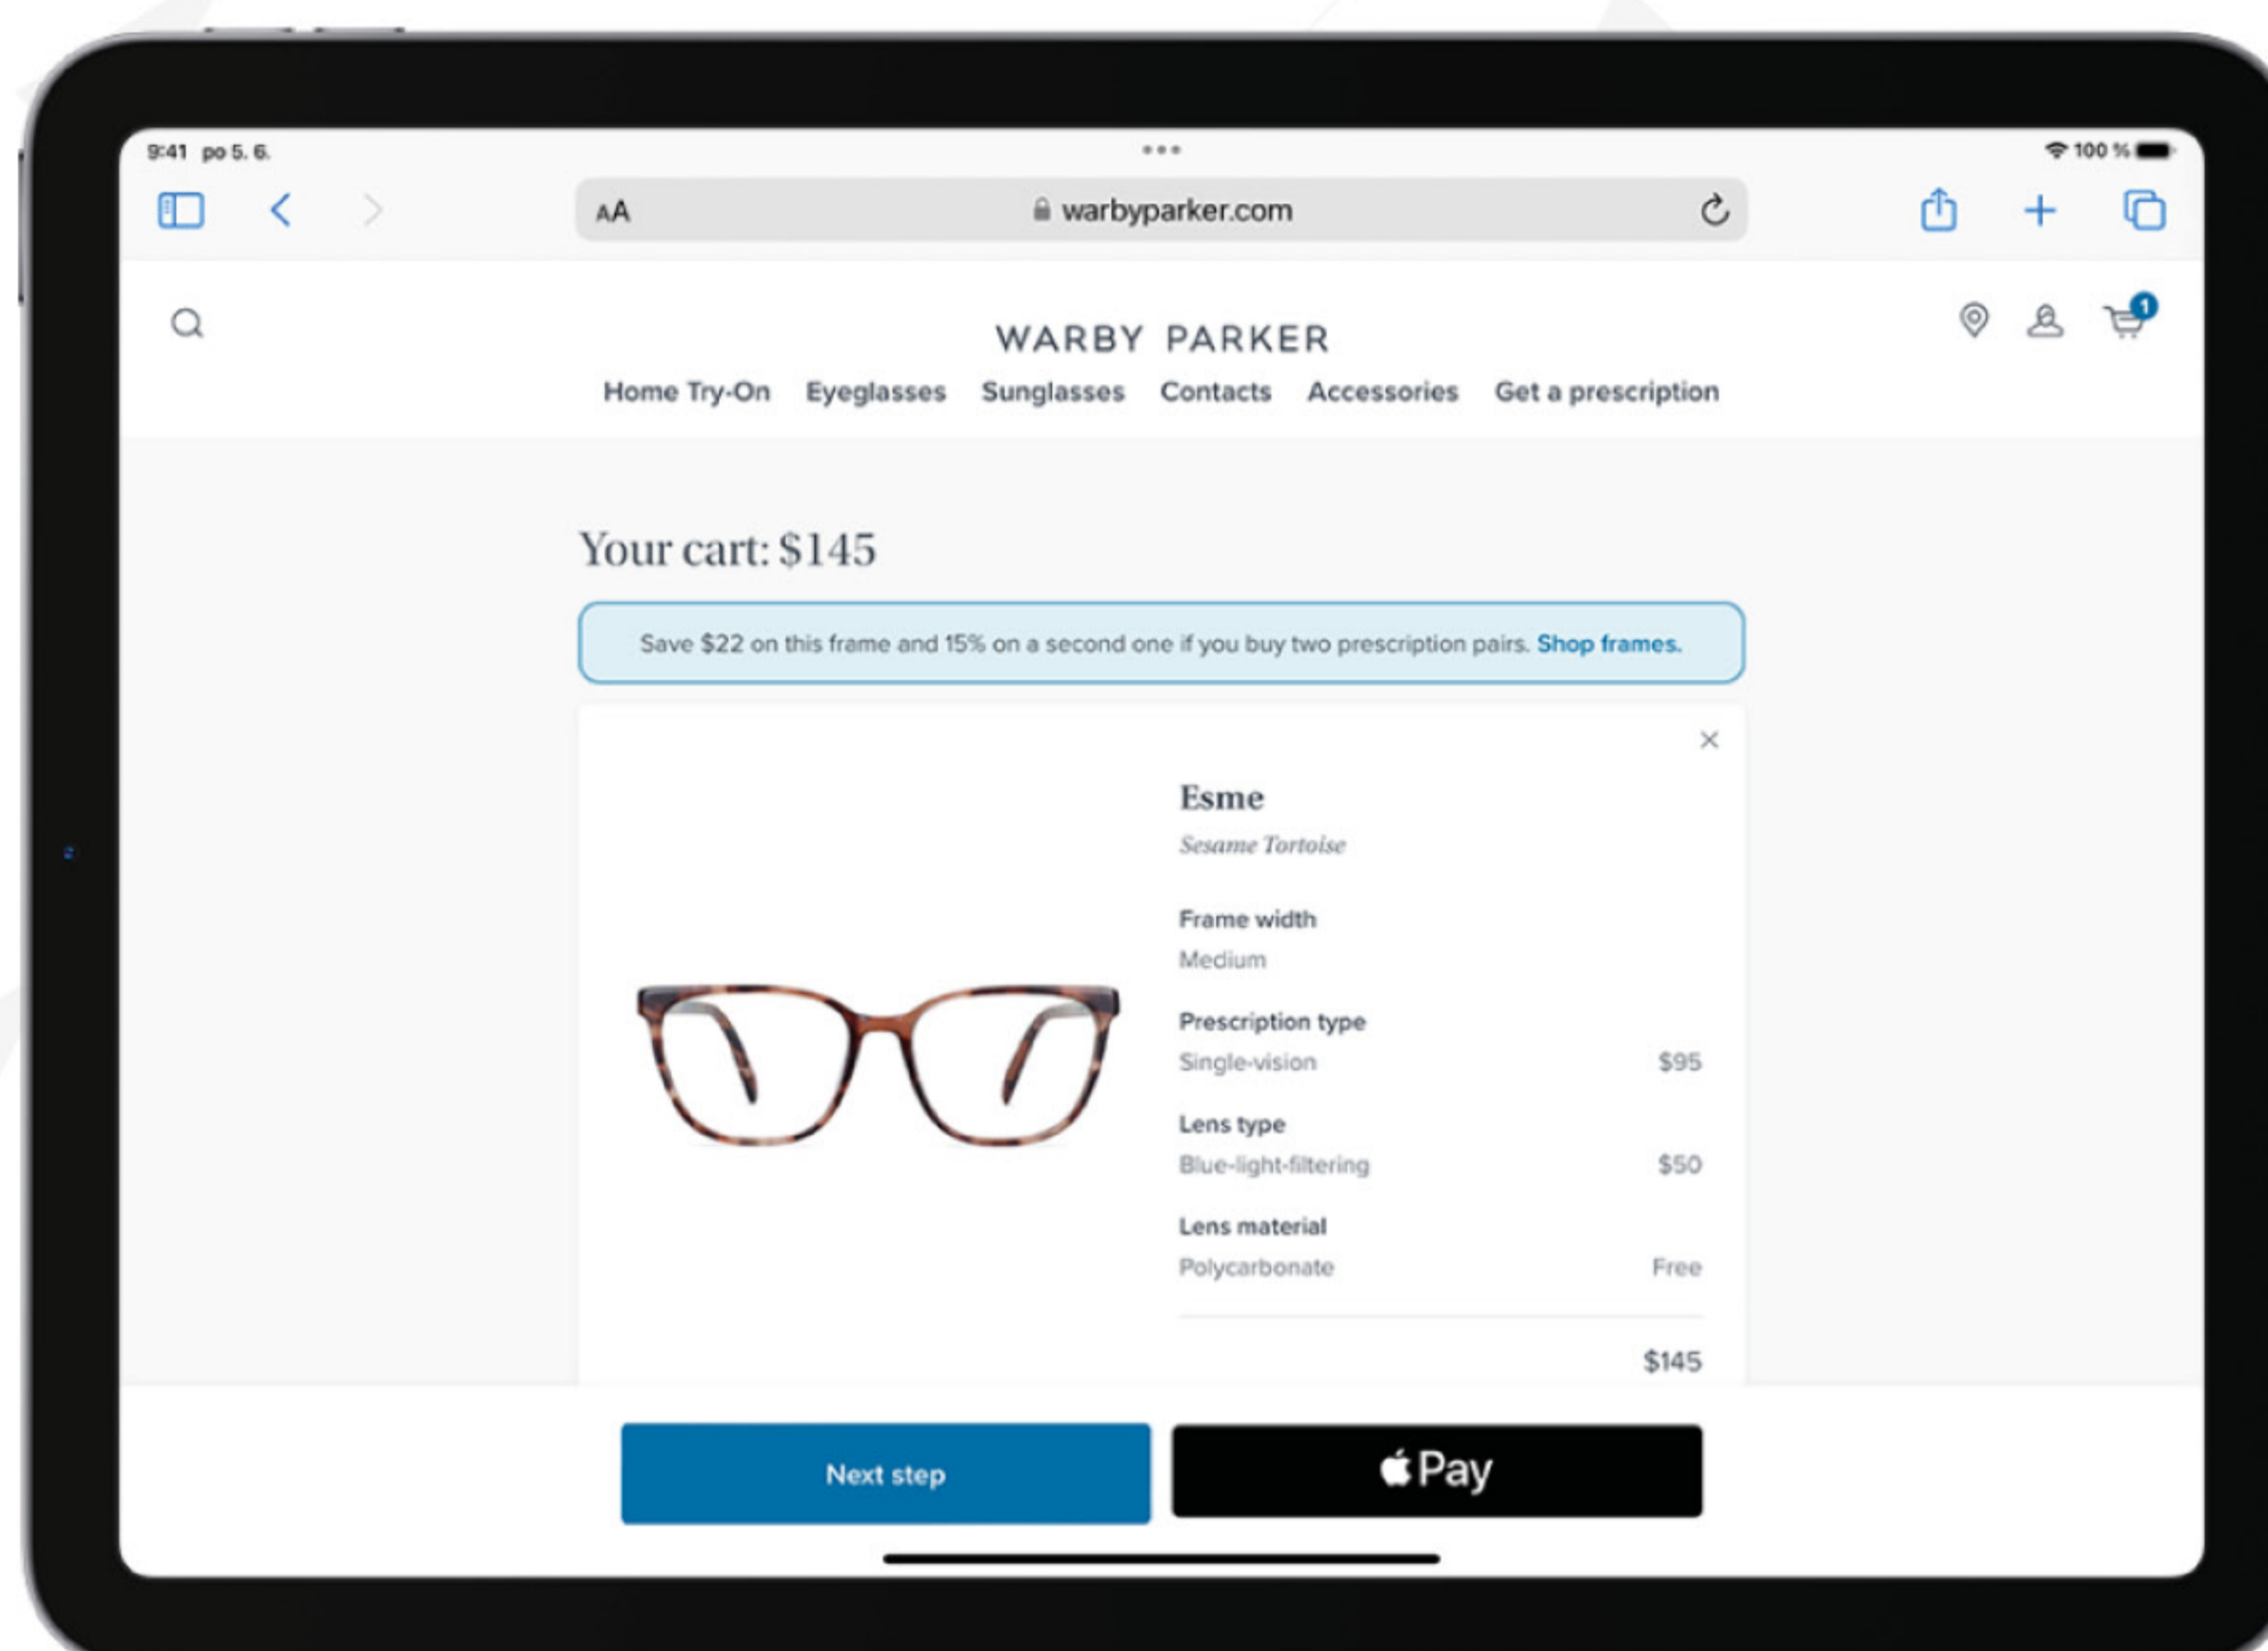 9:41 po 5. 6.
100 %
AA
warbyparker.com
1
WARBY PARKER
Home Try-On Eyeglasses Sunglasses Contacts Accessories Get a prescription
Your cart: $145
Save $22 on this frame and 15% on a second one if you buy two prescription pairs. Shop frames.
Esme
Sesame Tortoise
Frame width
Medium
Prescription type
Single-vision $95
Lens type
Blue-light-filtering $50
Lens material
Polycarbonate Free
$145
Next step
Pay